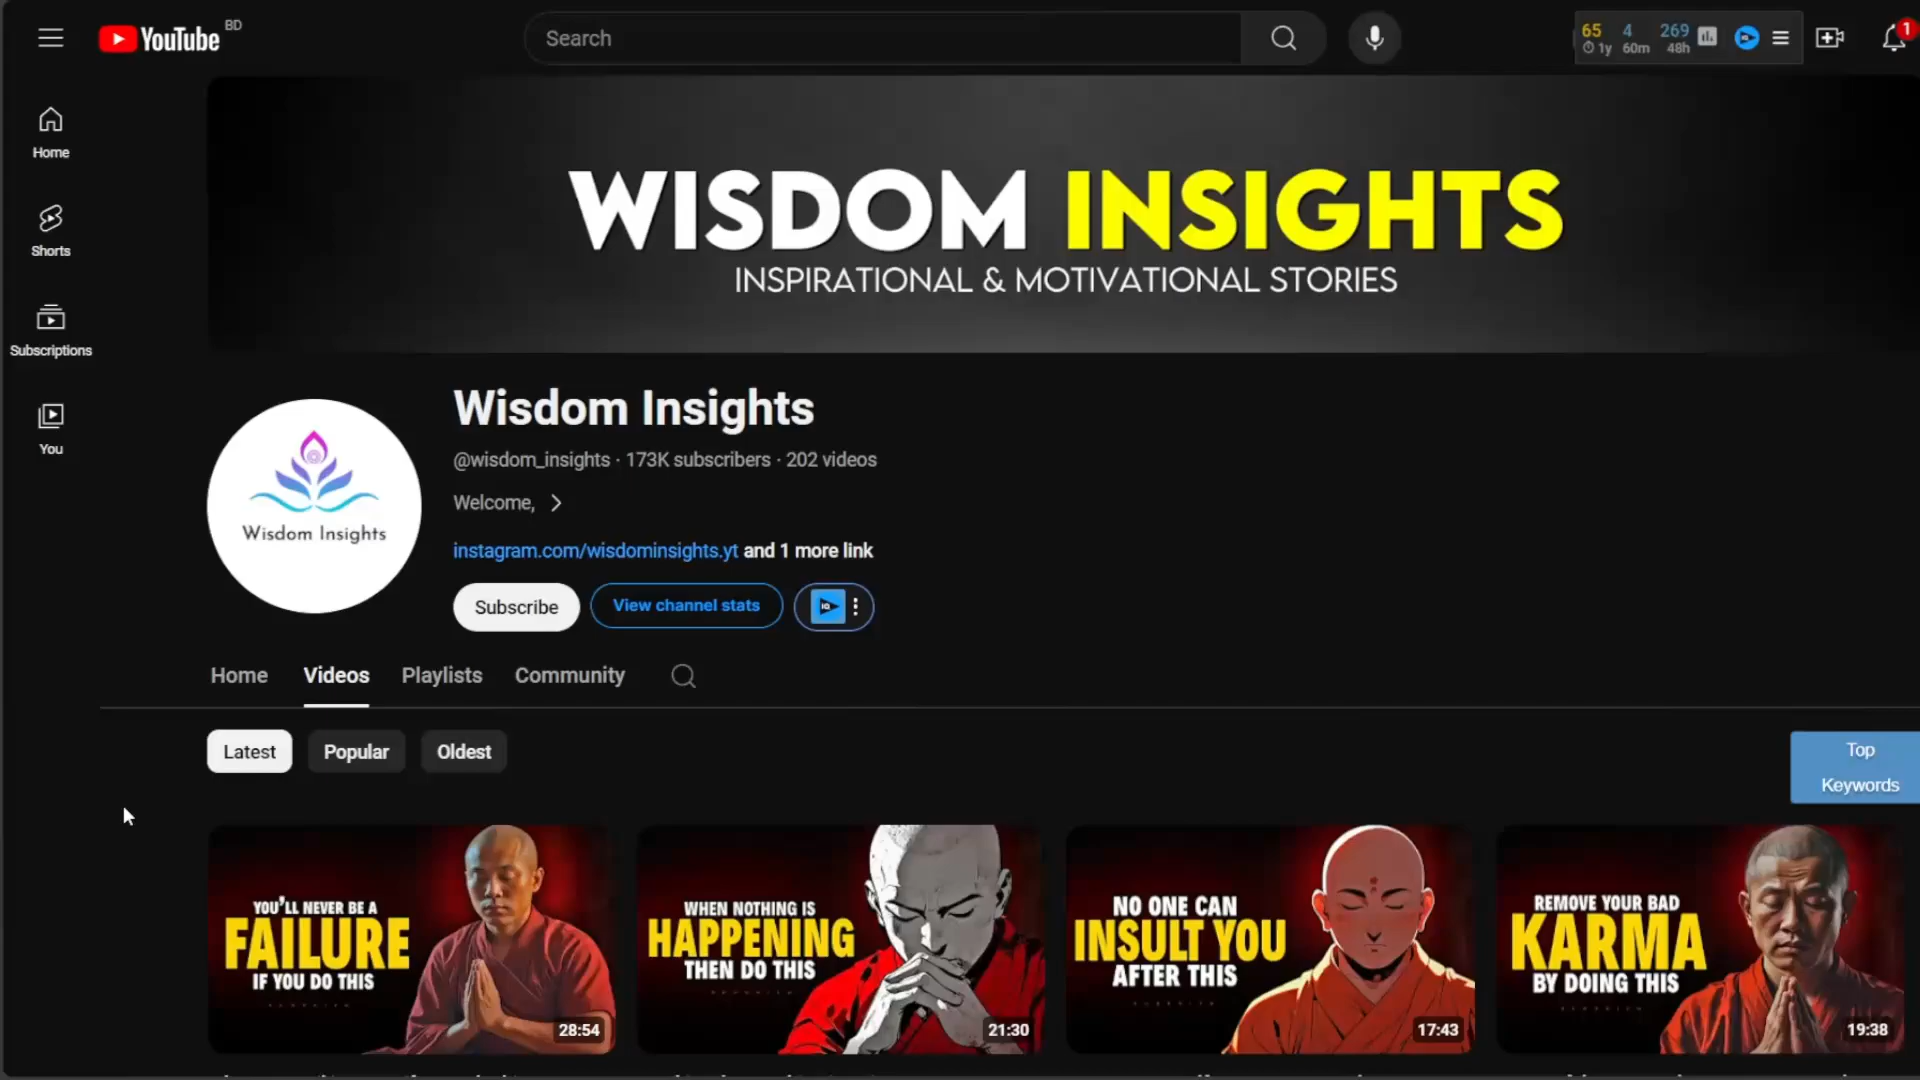 YouTube BD
Search
65 4 269
1y 60m 48h
1
Home
Shorts
Subscriptions
You
WISDOM INSIGHTS
INSPIRATIONAL & MOTIVATIONAL STORIES
Wisdom Insights
Wisdom Insights
@wisdom_insights · 173K subscribers · 202 videos
Welcome,
instagram.com/wisdominsights.yt and 1 more link
Subscribe
View channel stats
IQ
Home Videos Playlists Community
Latest Popular Oldest
Top
Keywords
YOU'LL NEVER BE A
FAILURE
IF YOU DO THIS
28:54
WHEN NOTHING IS
HAPPENING
THEN DO THIS
21:30
NO ONE CAN
INSULT YOU
AFTER THIS
17:43
REMOVE YOUR BAD
KARMA
BY DOING THIS
19:38